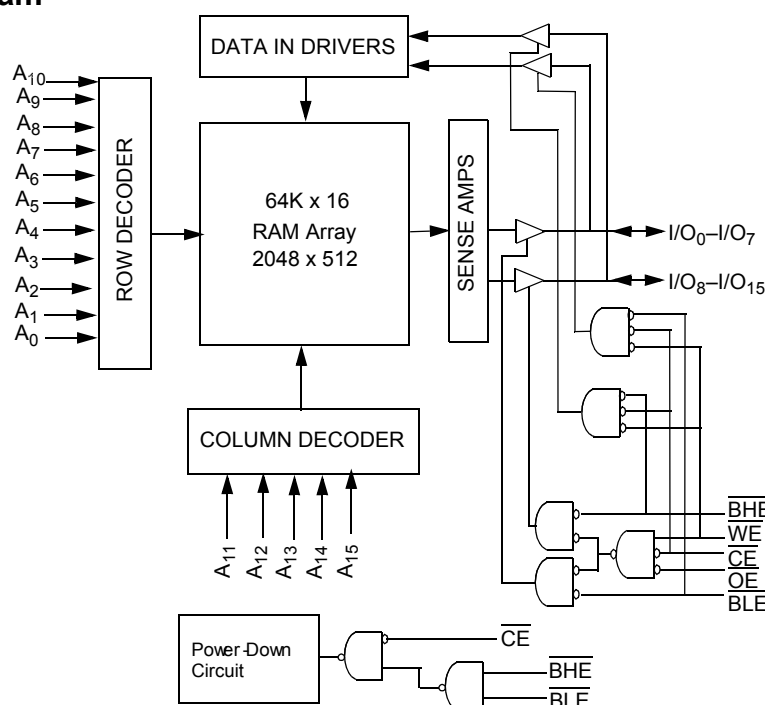 DATA IN DRIVERS
A10
A9
A8
A7
A6
A5
A4
A3
A2
A1
A0
ROW DECODER
64K x 16
RAM Array
2048 x 512
SENSE AMPS
I/O0–I/O7
I/O8–I/O15
COLUMN DECODER
A11
A12
A13
A14
A15
BHE
WE
CE
OE
BLE
Power-Down
Circuit
CE
BHE
BLE